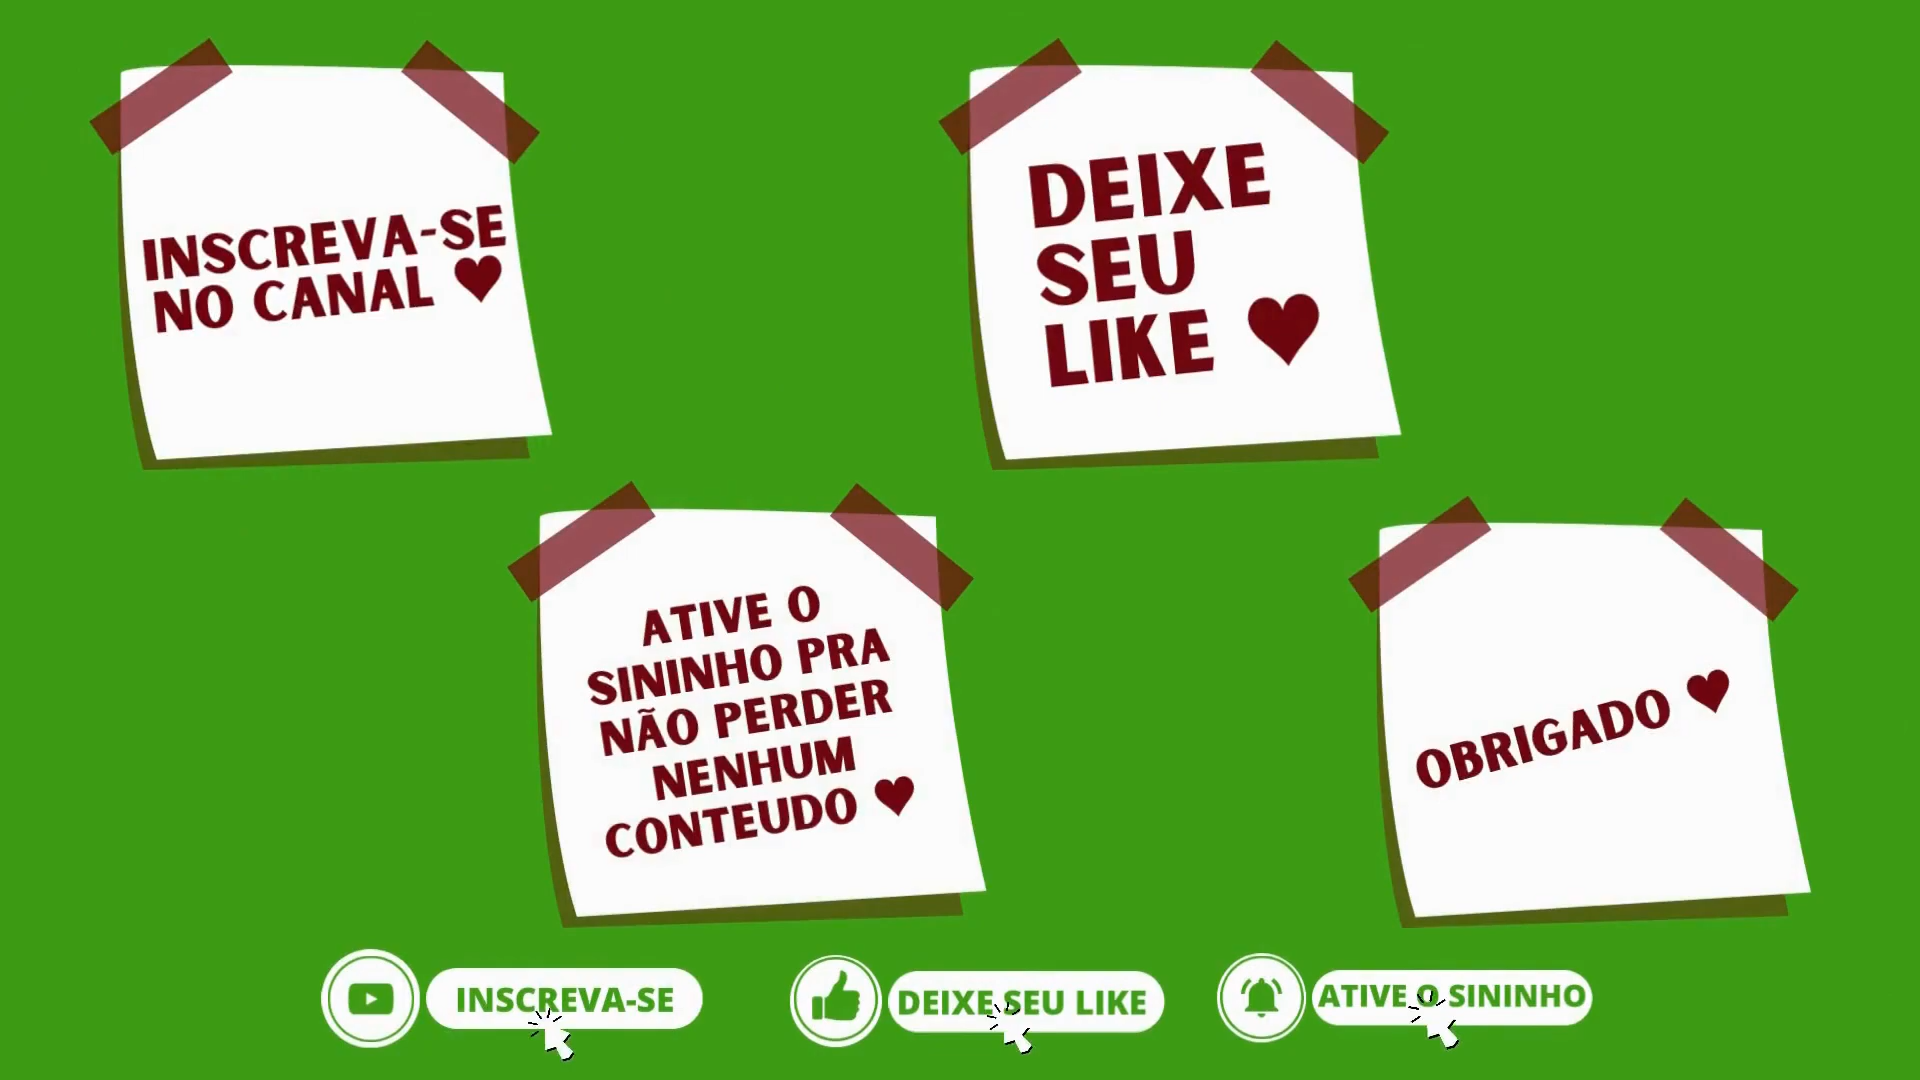 INSCREVA-SE
NO CANAL
DEIXE
SEU
LIKE
ATIVE O
SININHO PRA
NÃO PERDER
NENHUM
CONTEUDO
OBRIGADO
INSCREVA-SE
DEIXE SEU LIKE
ATIVE O SININHO